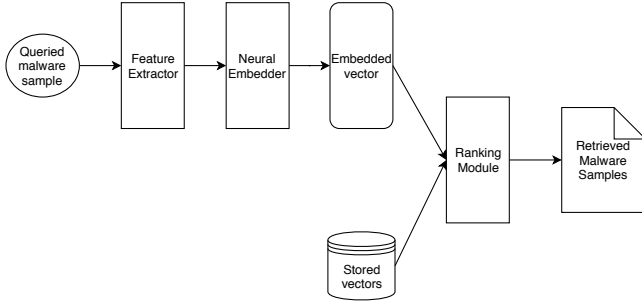 Queried
malware
sample
Feature
Extractor
Neural
Embedder
Embedded
vector
Ranking
Module
Retrieved
Malware
Samples
Stored
vectors